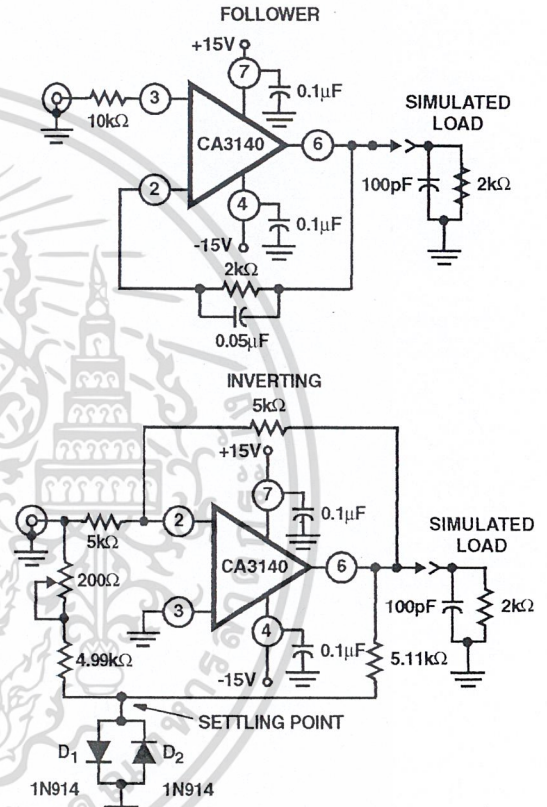 FOLLOWER
+15V
7
0.1μF
3
10kΩ
CA3140
6
SIMULATED
LOAD
100pF
2kΩ
2
4
0.1μF
-15V
2kΩ
0.05μF
INVERTING
5kΩ
+15V
7
0.1μF
5kΩ
2
CA3140
6
SIMULATED
LOAD
200Ω
3
100pF
2kΩ
4
0.1μF
4.99kΩ
5.11kΩ
-15V
SETTLING POINT
D1
D2
1N914
1N914